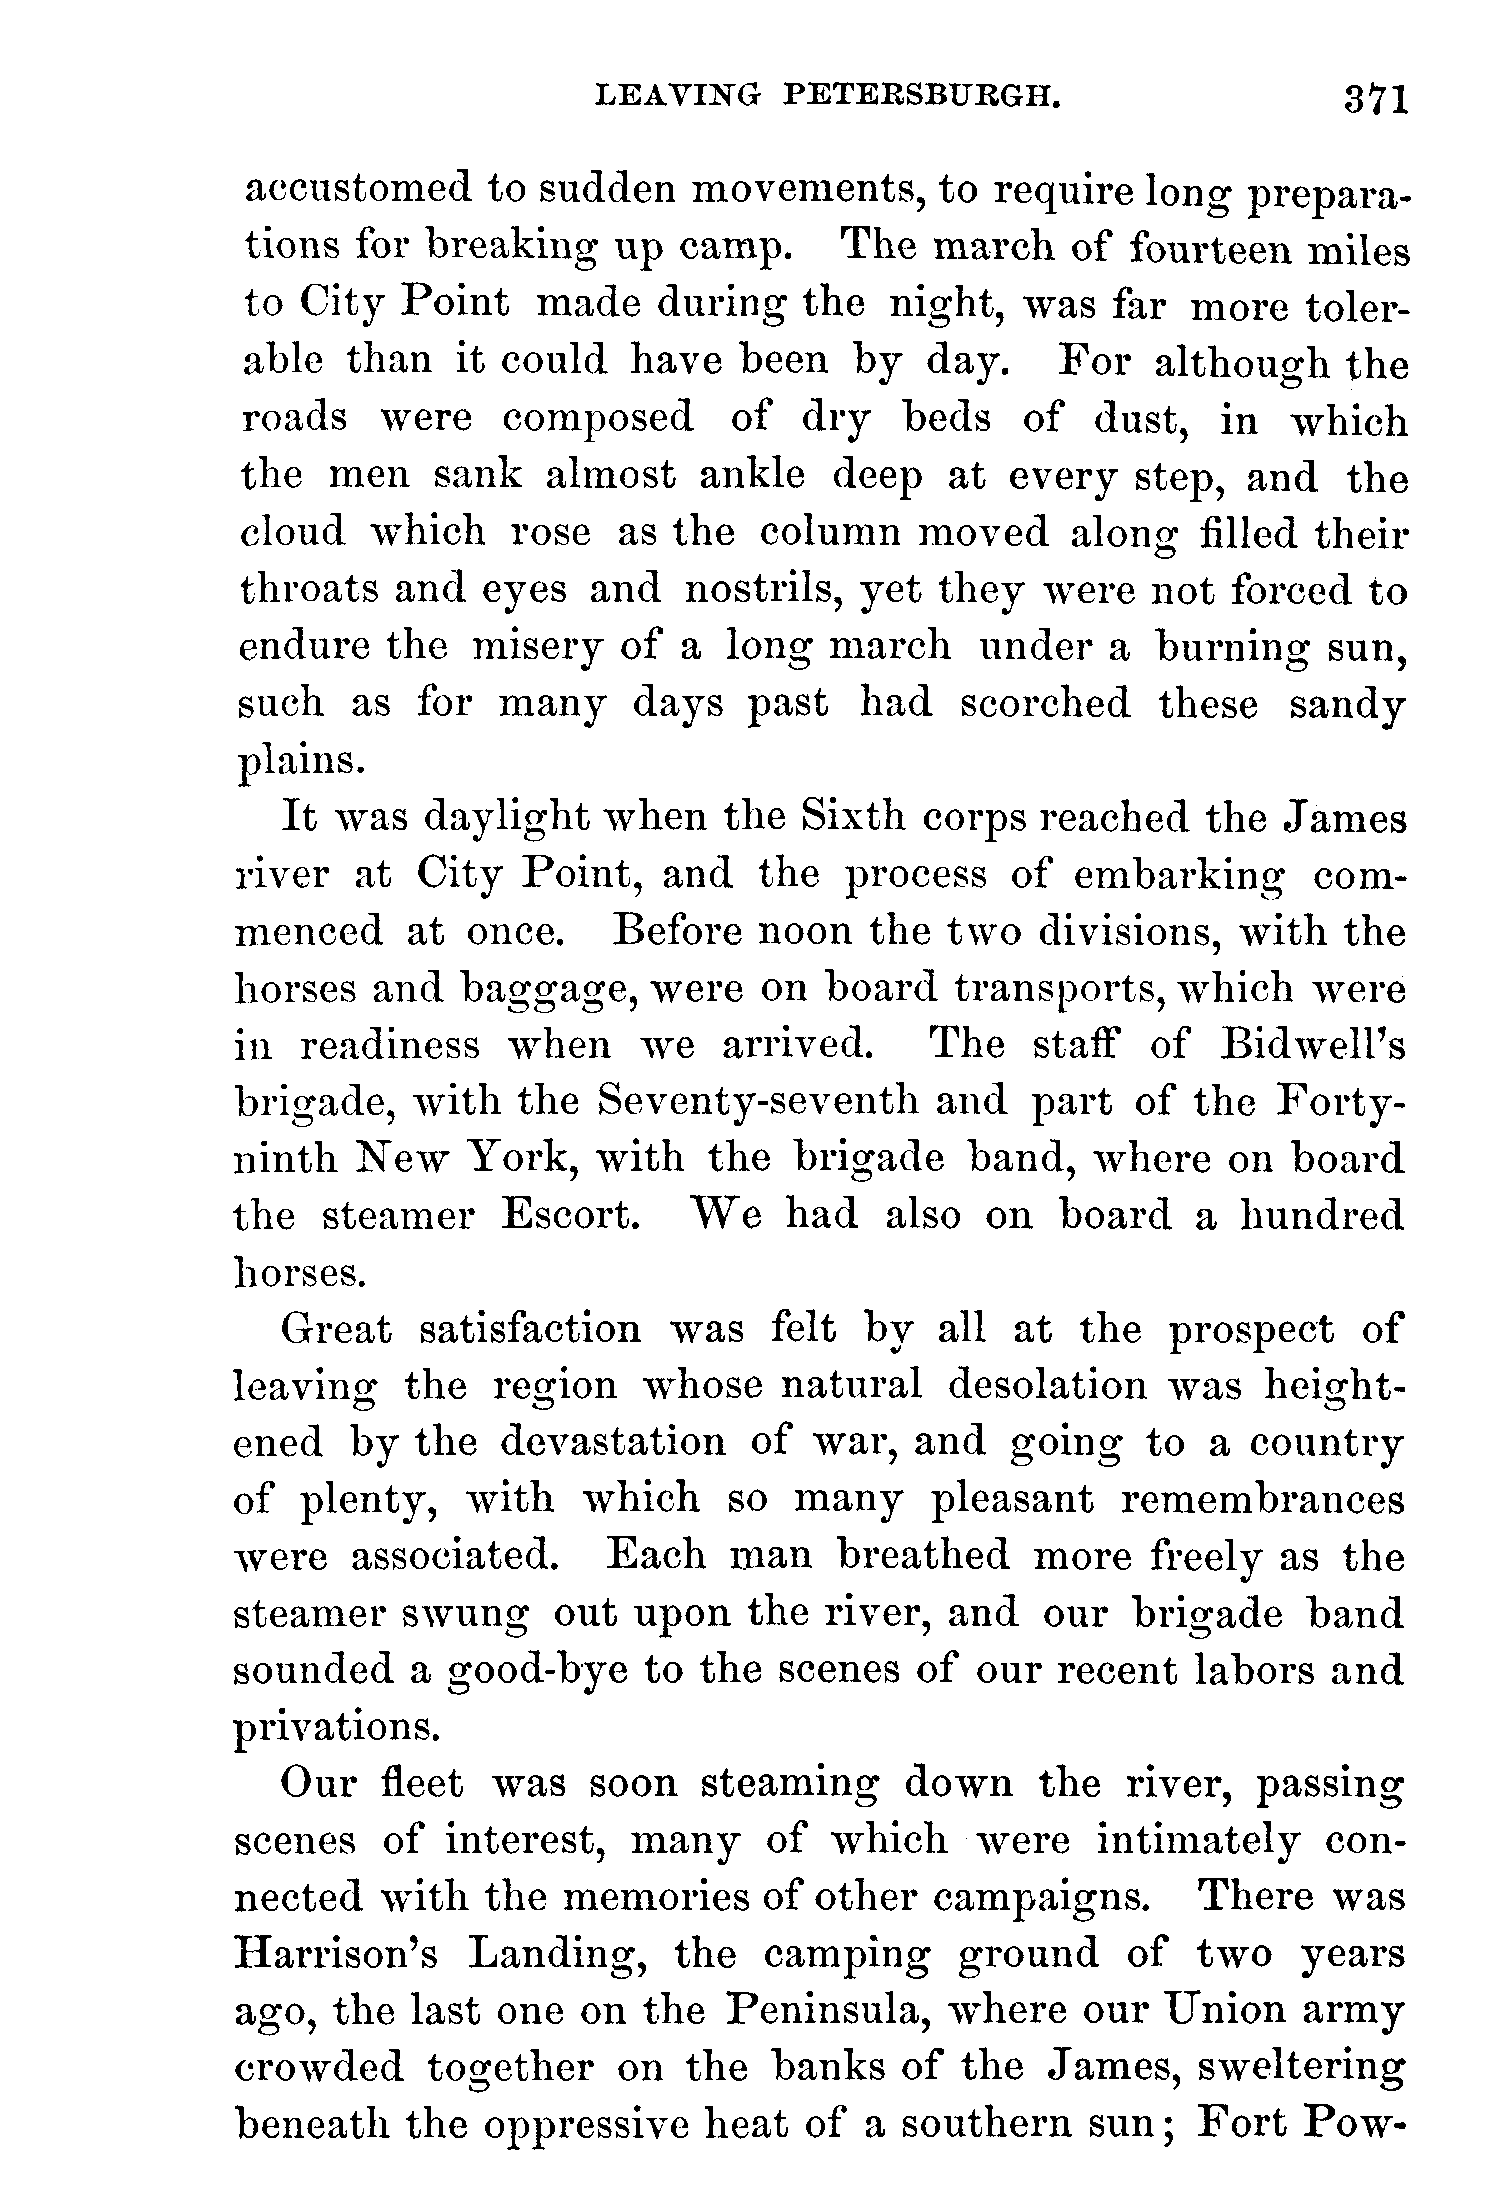 LEAVING PETERSBURGH. 371
accustomed to sudden movements, to require long prepara-
tions for breaking up camp. The march of fourteen miles
to City Point made during the night, was far more toler-
able than it could have been by day. For although the
roads were composed of dry beds of dust, in which
the men sank almost ankle deep at every step, and the
cloud which rose as the column moved along filled their
throats and eyes and nostrils, yet they were not forced to
endure the misery of a long march under a burning sun,
such as for many days past had scorched these sandy
plains.
It was daylight when the Sixth corps reached the James
river at City Point, and the process of embarking com-
menced at once. Before noon the two divisions, with the
horses and baggage, were on board transports, which were
in readiness when we arrived. The staff of Bidwell's
brigade, with the Seventy-seventh and part of the Forty-
ninth New York, with the brigade band, where on board
the steamer Escort. We had also on board a hundred
horses.
Great satisfaction was felt by all at the prospect of
leaving the region whose natural desolation was height-
ened by the devastation of war, and going to a country
of plenty, with which so many pleasant remembrances
were associated. Each man breathed more freely as the
steamer swung out upon the river, and our brigade band
sounded a good-bye to the scenes of our recent labors and
privations.
Our fleet was soon steaming down the river, passing
scenes of interest, many of which were intimately con-
nected with the memories of other campaigns. There was
Harrison's Landing, the camping ground of two years
ago, the last one on the Peninsula, where our Union army
crowded together on the banks of the James, sweltering
beneath the oppressive heat of a southern sun; Fort Pow-